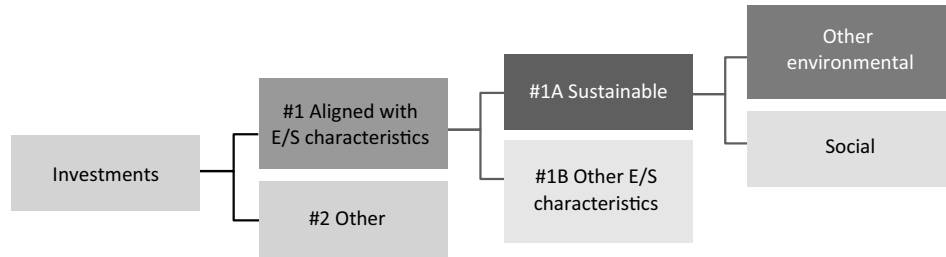 Other
environmental
#1A Sustainable
#1 Aligned with
E/S characteristics
Social
Investments
#1B Other E/S
characteristics
#2 Other